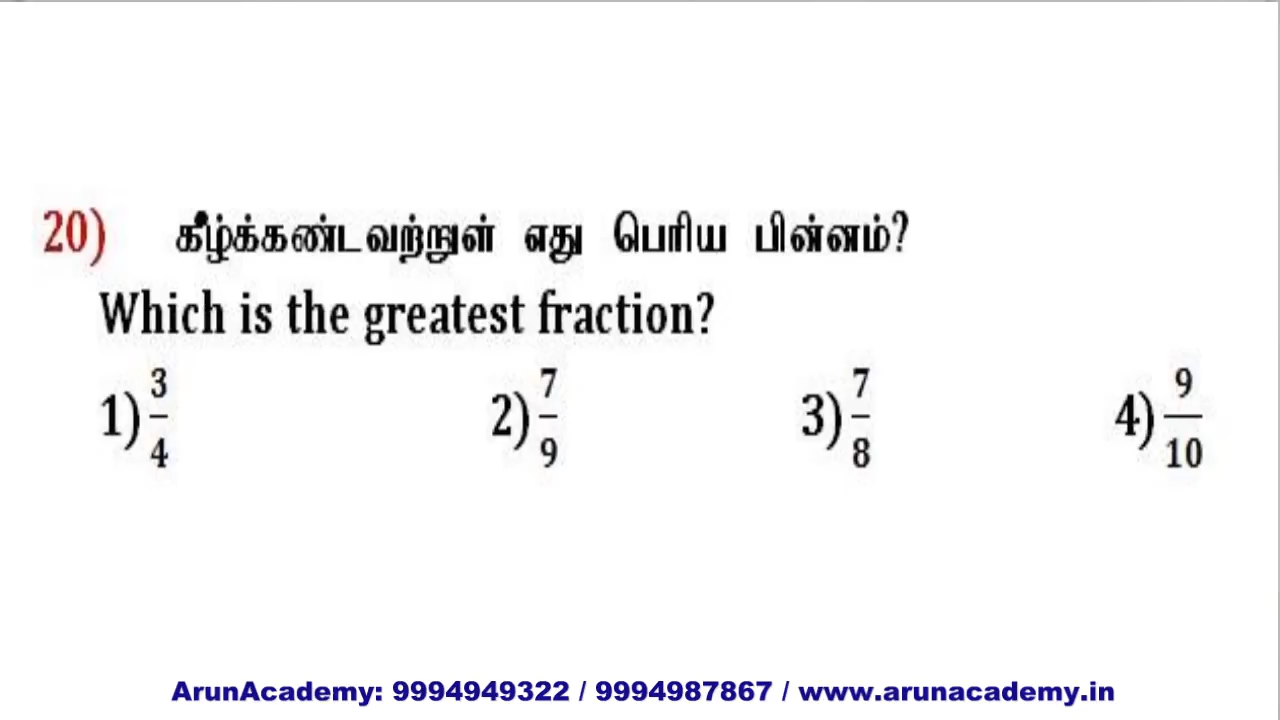 20) கீழ்க்கண்டவற்றுள் எது பெரிய பின்னம்?
Which is the greatest fraction?
1) 3/4 2) 7/9 3) 7/8 4) 9/10
ArunAcademy: 9994949322 / 9994987867 / www.arunacademy.in